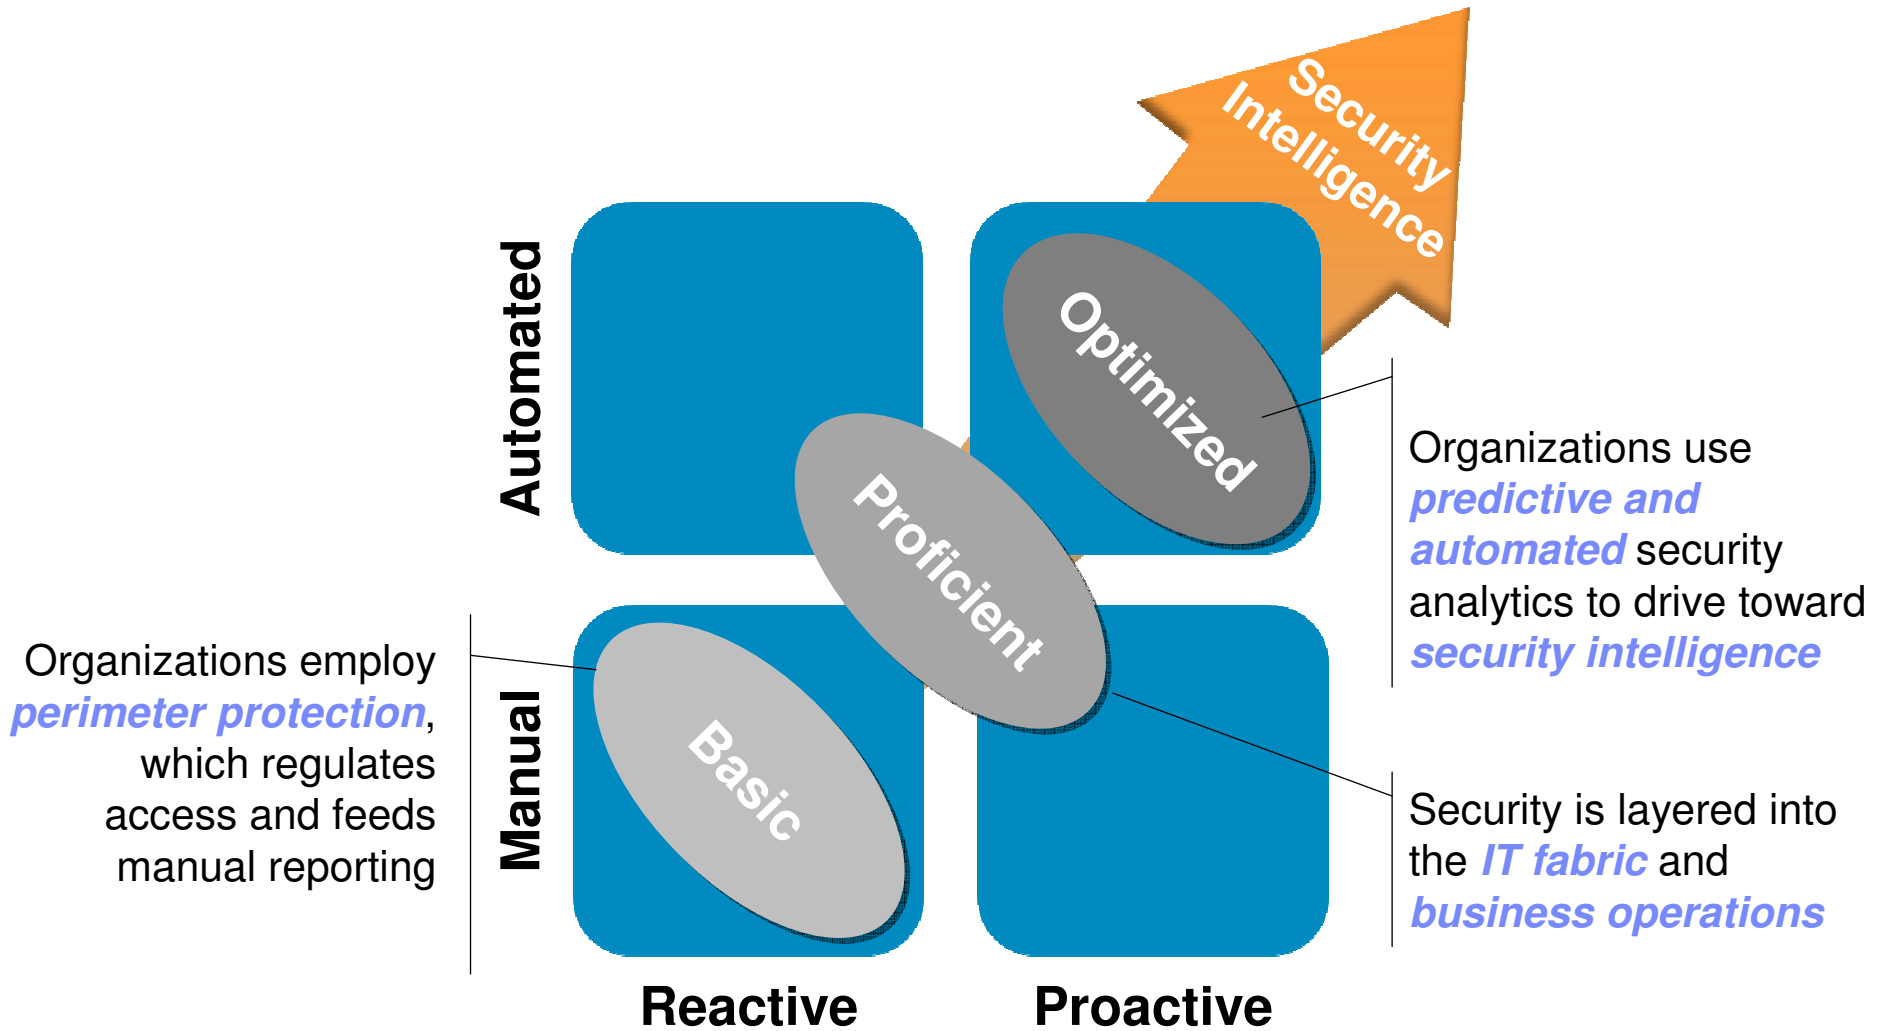 Security
Intelligence
Automated
Optimized
Organizations use
predictive and
automated security
analytics to drive toward
security intelligence
Proficient
Organizations employ
perimeter protection,
which regulates
access and feeds
manual reporting
Manual
Basic
Security is layered into
the IT fabric and
business operations
Reactive
Proactive